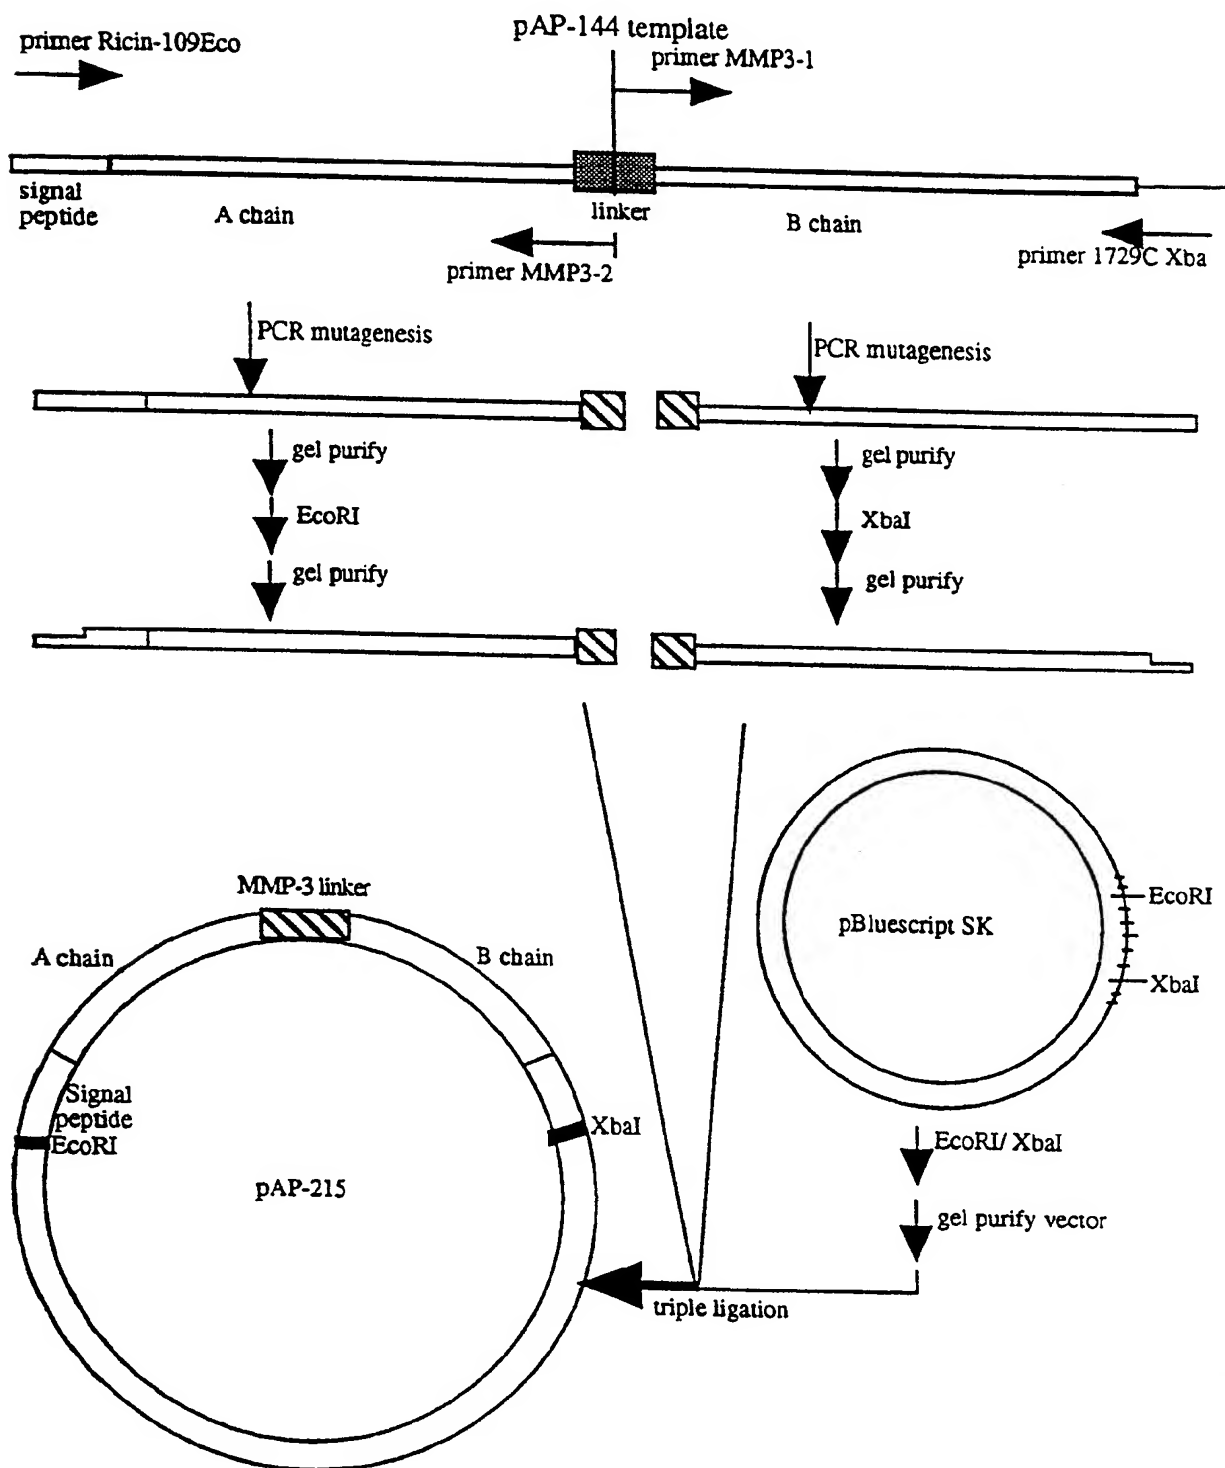 pAP-144 template
primer Ricin-109Eco
primer MMP3-1
signal
peptide
A chain
linker
B chain
primer MMP3-2
primer 1729C Xba
PCR mutagenesis
PCR mutagenesis
gel purify
EcoRI
gel purify
gel purify
XbaI
gel purify
MMP-3 linker
A chain
B chain
Signal
peptide
EcoRI
XbaI
pAP-215
pBluescript SK
EcoRI
XbaI
EcoRI/ XbaI
gel purify vector
triple ligation